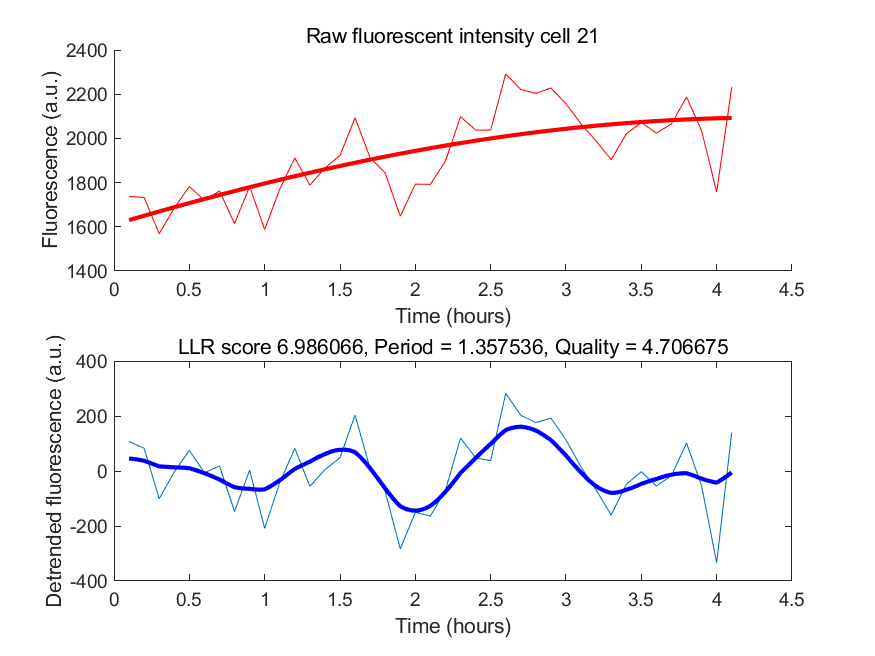 Raw fluorescent intensity cell 21
2400
2200
2000
1800
1600
1400
Fluorescence (a.u.)
0 0.5 1 1.5 2 2.5 3 3.5 4 4.5
Time (hours)
LLR score 6.986066, Period = 1.357536, Quality = 4.706675
400
200
0
-200
-400
Detrended fluorescence (a.u.)
0 0.5 1 1.5 2 2.5 3 3.5 4 4.5
Time (hours)